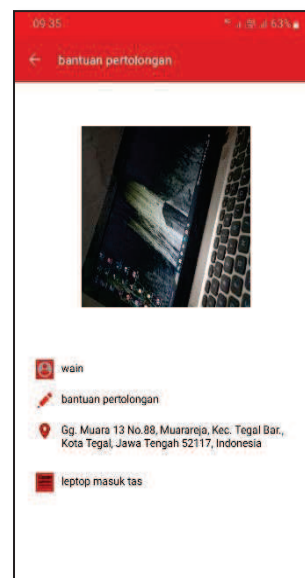 09.35
63%
bantuan pertolongan
wain
bantuan pertolongan
Gg. Muara 13 No.88, Muarareja, Kec. Tegal Bar.,
Kota Tegal, Jawa Tengah 52117, Indonesia
leptop masuk tas